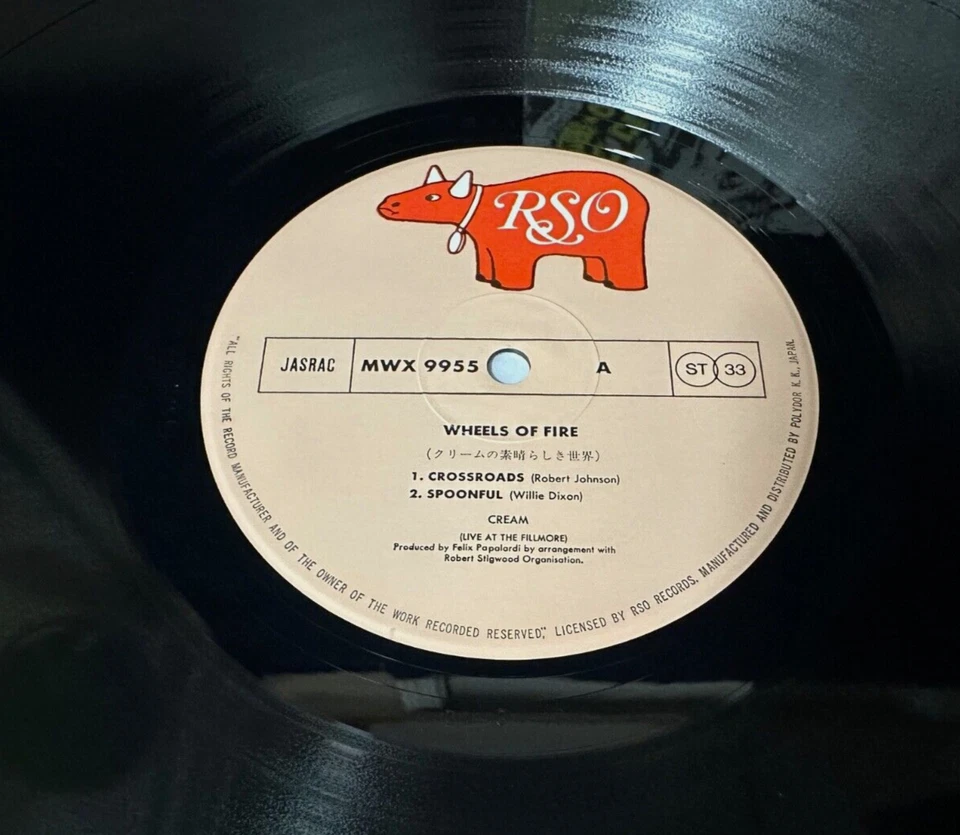 RSO
JASRAC MWX 9955 A ST 33
WHEELS OF FIRE
(クリームの素晴らしき世界)
1. CROSSROADS (Robert Johnson)
2. SPOONFUL (Willie Dixon)
CREAM
(LIVE AT THE FILLMORE)
Produced by Felix Papalardi by arrangement with
Robert Stigwood Organisation.
"ALL RIGHTS OF THE RECORD MANUFACTURER AND OF THE OWNER OF THE WORK RECORDED RESERVED," LICENSED BY RSO RECORDS. MANUFACTURED AND DISTRIBUTED BY POLYDOR K. K., JAPAN.